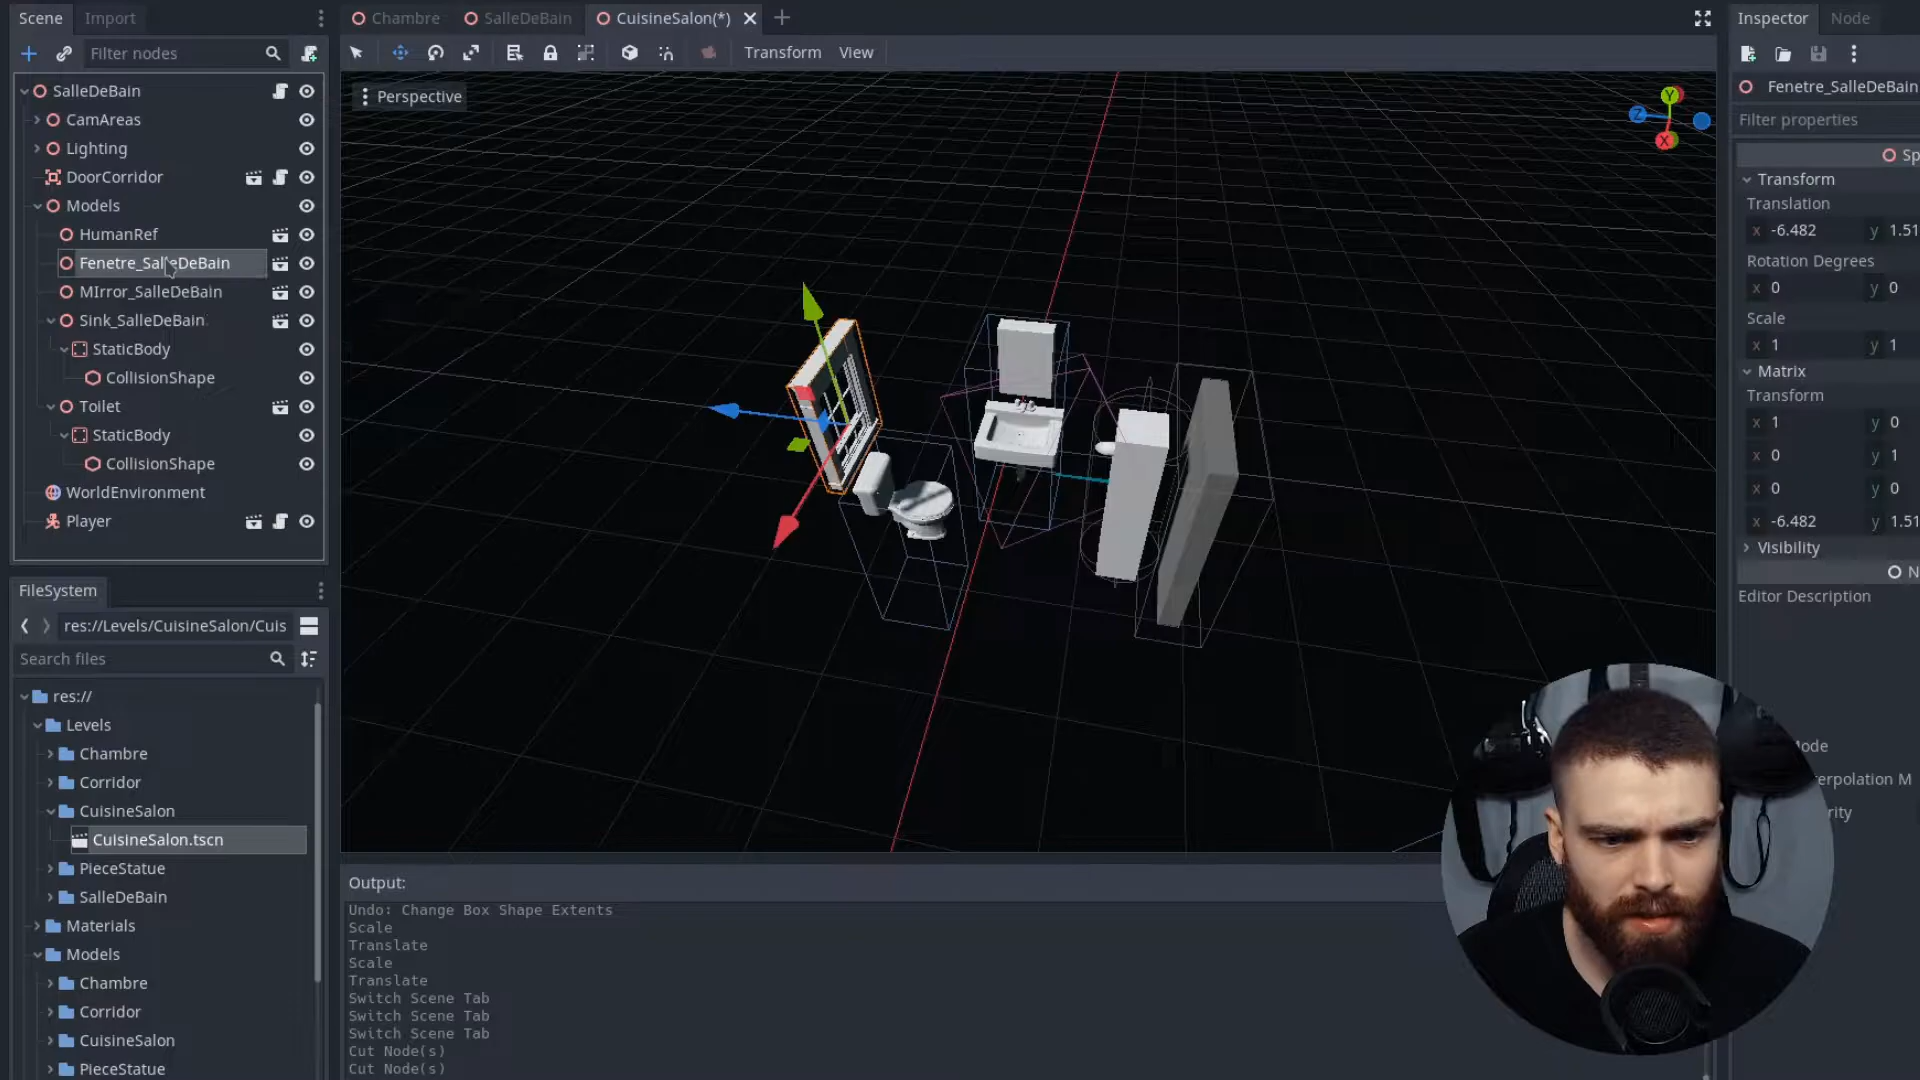 Scene Import
Filter nodes
SalleDeBain
CamAreas
Lighting
DoorCorridor
Models
HumanRef
Fenetre_SalleDeBain
MIrror_SalleDeBain
Sink_SalleDeBain
StaticBody
CollisionShape
Toilet
StaticBody
CollisionShape
WorldEnvironment
Player
FileSystem
res://Levels/CuisineSalon/Cuis
Search files
res://
Levels
Chambre
Corridor
CuisineSalon
CuisineSalon.tscn
PieceStatue
SalleDeBain
Materials
Models
Chambre
Corridor
CuisineSalon
PieceStatue
Chambre SalleDeBain CuisineSalon(*)
Transform View
Perspective
Y
Z
X
Output:
Undo: Change Box Shape Extents
Scale
Translate
Scale
Translate
Switch Scene Tab
Switch Scene Tab
Switch Scene Tab
Cut Node(s)
Cut Node(s)
Inspector Node
Fenetre_SalleDeBain
Filter properties
Sp
Transform
Translation
x -6.482 y 1.51
Rotation Degrees
x 0 y 0
Scale
x 1 y 1
Matrix
Transform
x 1 y 0
x 0 y 1
x 0 y 0
x -6.482 y 1.51
Visibility
N
Editor Description
Mode
erpolation M
rity